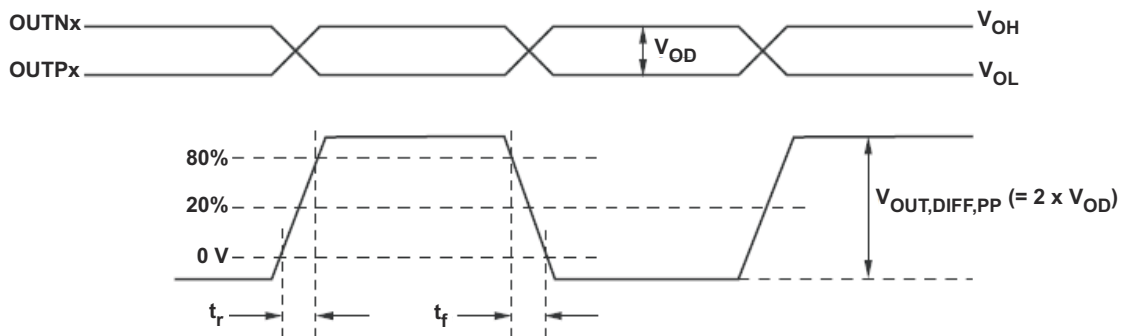 OUTNx
V_OH
V_OD
OUTPx
V_OL
80%
20%
V_OUT,DIFF,PP (= 2 x V_OD)
0 V
t_r
t_f